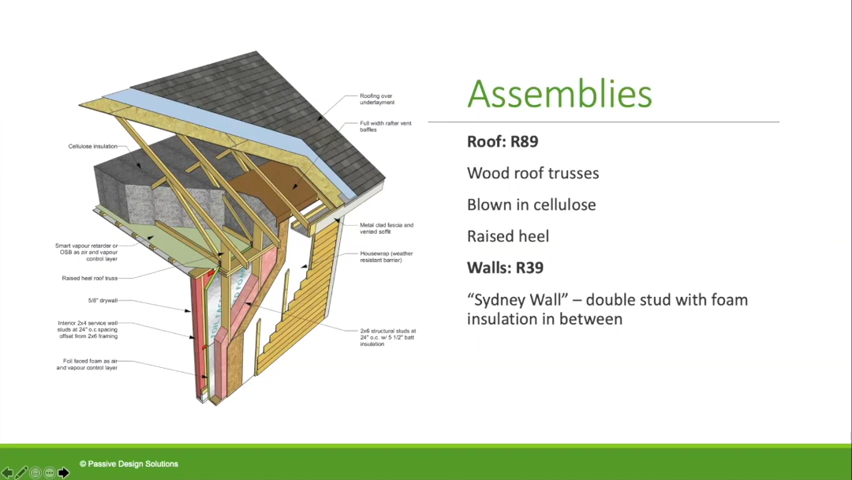 Assemblies
Roof: R89
Wood roof trusses
Blown in cellulose
Raised heel
Walls: R39
“Sydney Wall” – double stud with foam
insulation in between
Roofing over
underlayment
Full width rafter vent
baffles
Cellulose insulation
Metal clad fascia and
vented soffit
Smart vapour retarder or
OSB as air and vapour
control layer
Housewrap (weather
resistant barrier)
Raised heel roof truss
5/8" drywall
Interior 2x4 service wall
studs at 24" o.c spacing
offset from 2x6 framing
2x6 structural studs at
24" o.c. w/ 5 1/2" batt
insulation
Foil faced foam as air
and vapour control layer
© Passive Design Solutions